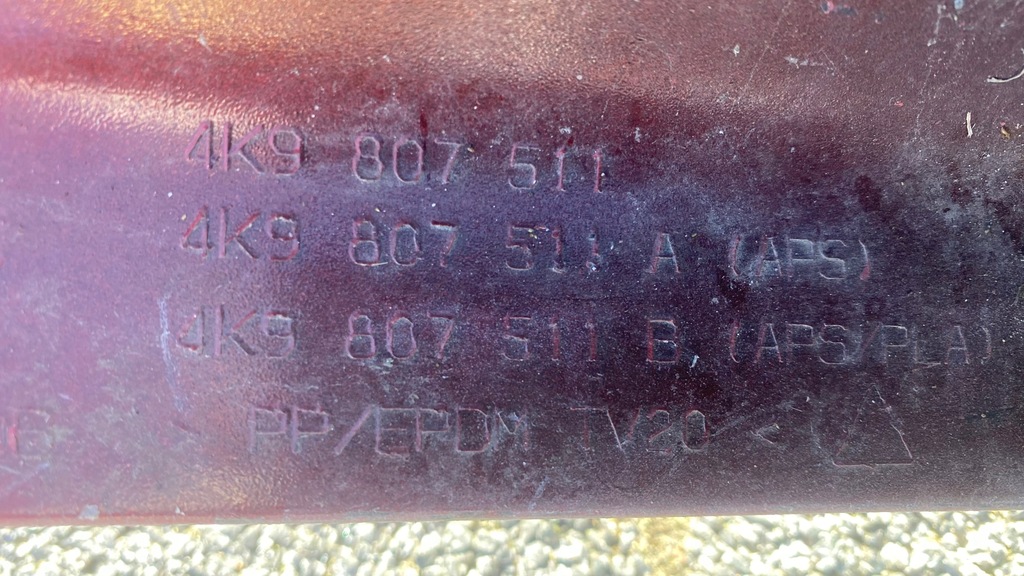 4K9 807 511
4K9 807 511 A (APS)
4K9 807 511 B (APS/PLA)
> PP/EPDM TV20 <